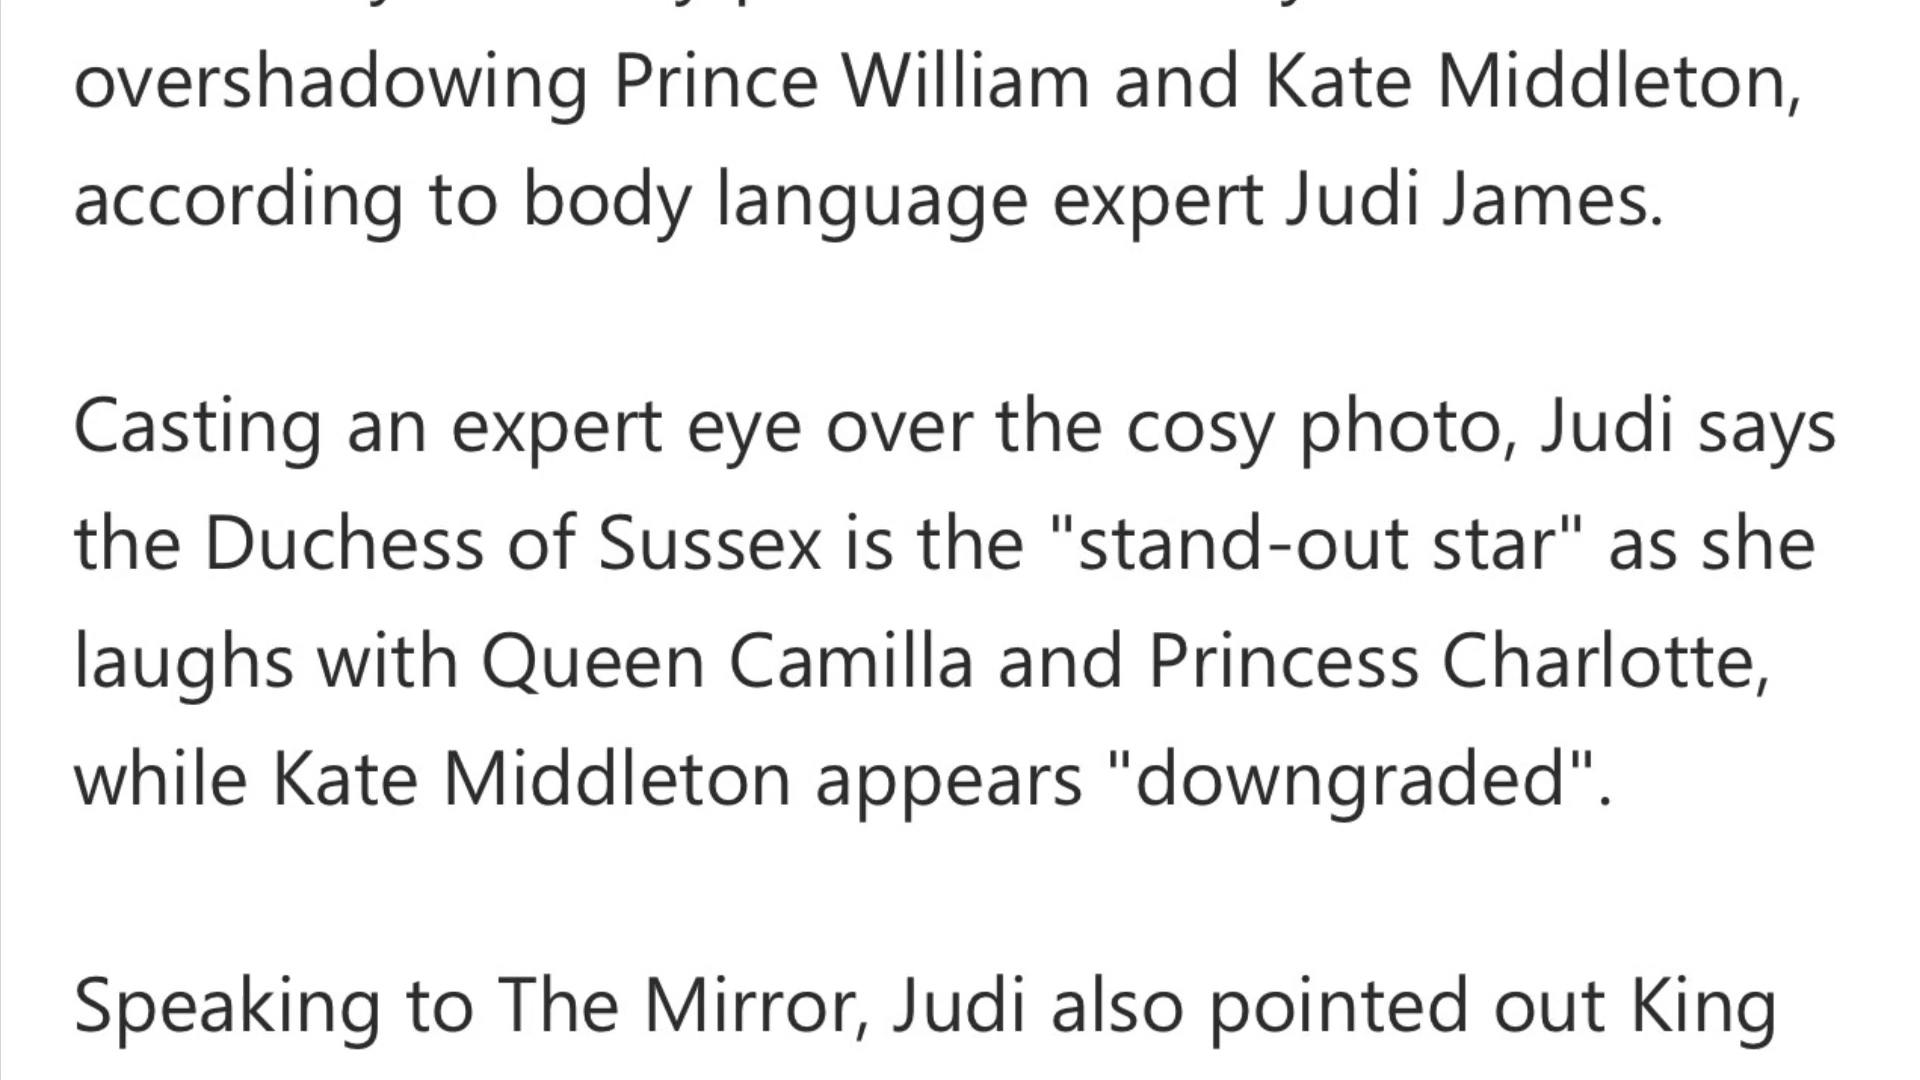 overshadowing Prince William and Kate Middleton,
according to body language expert Judi James.
Casting an expert eye over the cosy photo, Judi says
the Duchess of Sussex is the "stand-out star" as she
laughs with Queen Camilla and Princess Charlotte,
while Kate Middleton appears "downgraded".
Speaking to The Mirror, Judi also pointed out King